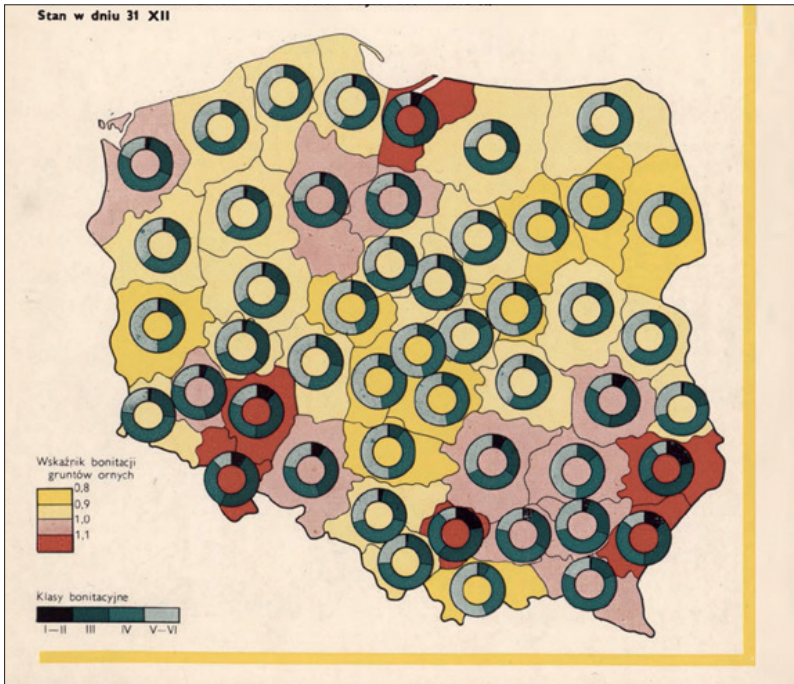 Stan w dniu 31 XII
Wskaźnik bonitacji
gruntów ornych
0,8
0,9
1,0
1,1
Klasy bonitacyjne
I—II III IV V—VI